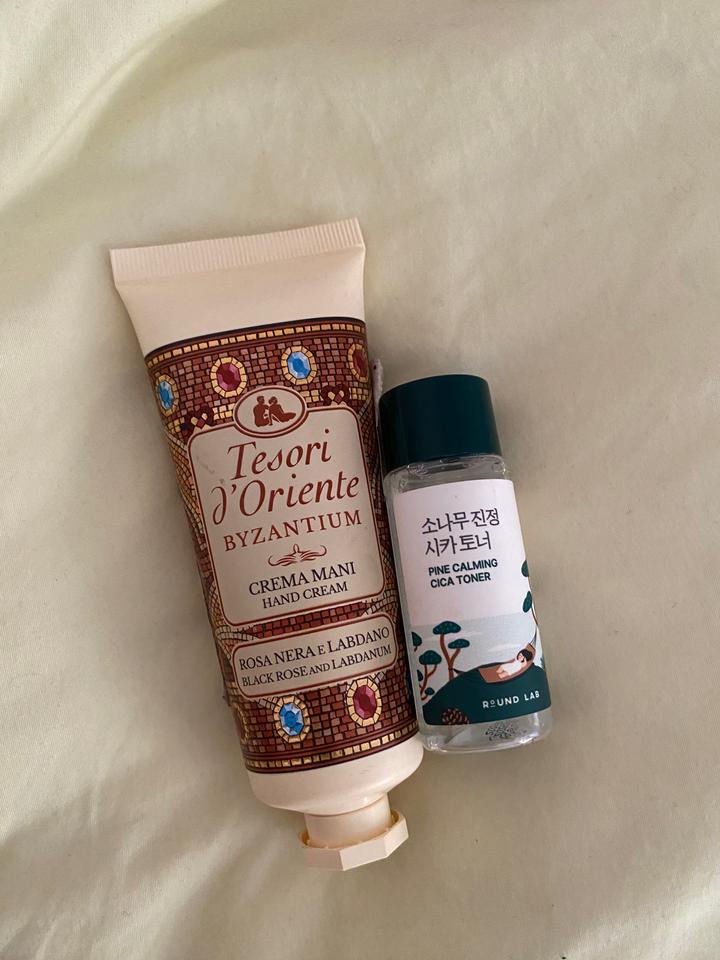 Tesori
d'Oriente
BYZANTIUM
CREMA MANI
HAND CREAM
ROSA NERA E LABDANO
BLACK ROSE AND LABDANUM
소나무 진정
시카 토너
PINE CALMING
CICA TONER
ROUND LAB